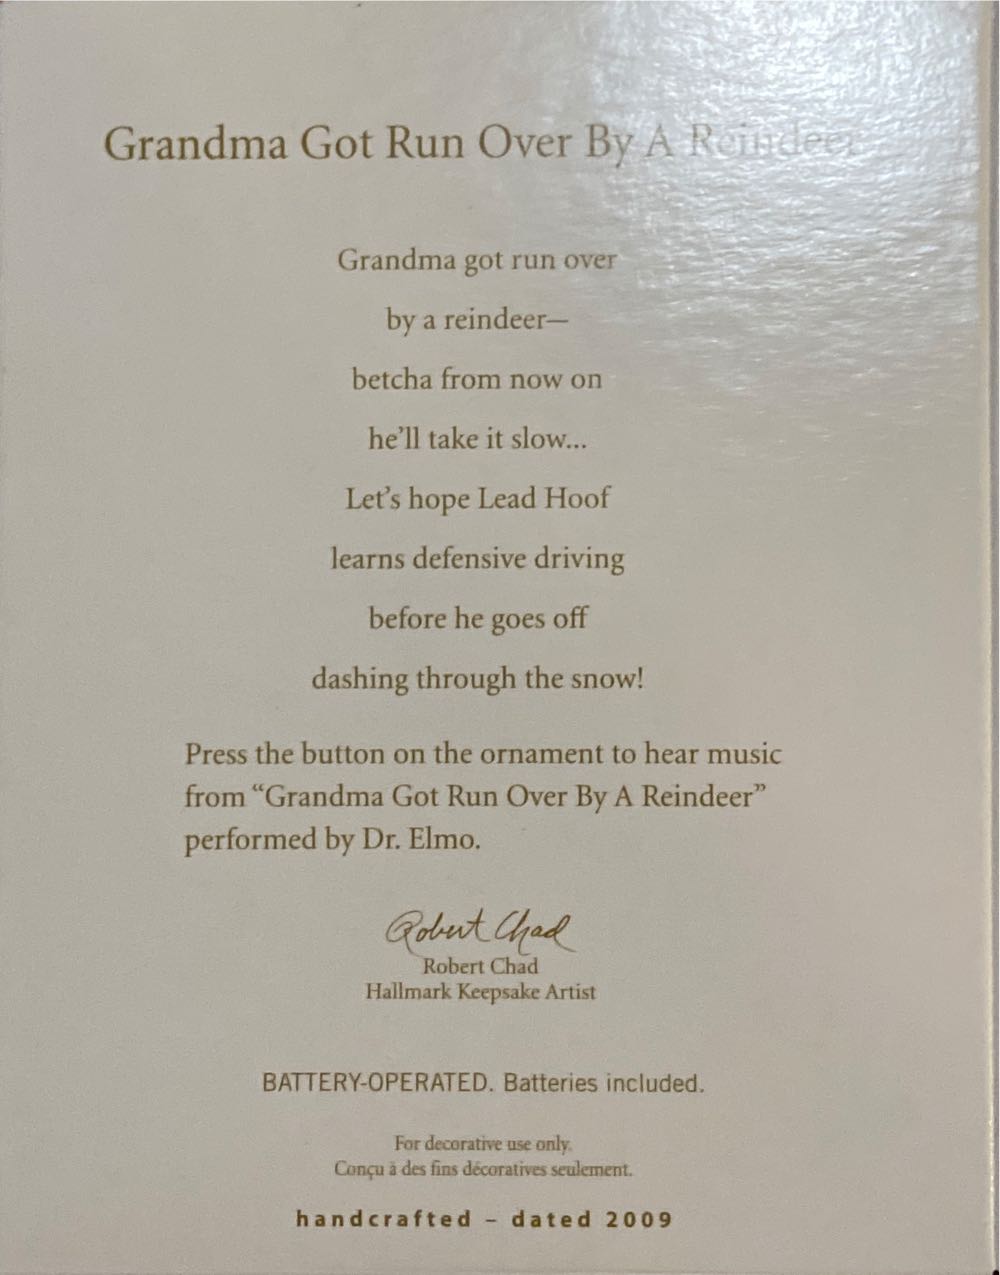 Grandma Got Run Over By A Reindeer
Grandma got run over
by a reindeer—
betcha from now on
he'll take it slow...
Let's hope Lead Hoof
learns defensive driving
before he goes off
dashing through the snow!
Press the button on the ornament to hear music
from “Grandma Got Run Over By A Reindeer”
performed by Dr. Elmo.
Robert Chad
Robert Chad
Hallmark Keepsake Artist
BATTERY-OPERATED. Batteries included.
For decorative use only.
Conçu à des fins décoratives seulement.
handcrafted – dated 2009